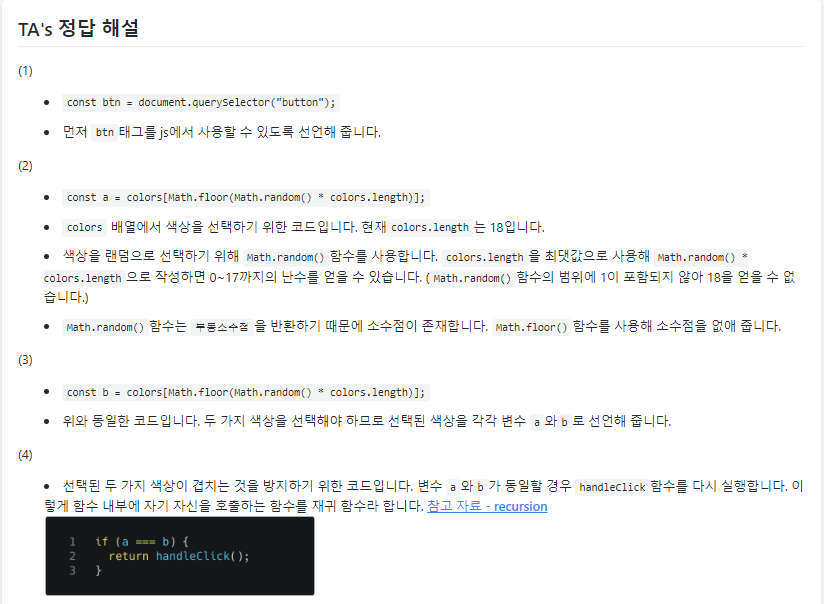 TA's 정답 해설
(1)
const btn = document.querySelector("button");
먼저 btn 태그를 js에서 사용할 수 있도록 선언해 줍니다.
(2)
const a = colors[Math.floor(Math.random() * colors.length)];
colors 배열에서 색상을 선택하기 위한 코드입니다. 현재 colors.length 는 18입니다.
색상을 랜덤으로 선택하기 위해 Math.random() 함수를 사용합니다. colors.length 을 최댓값으로 사용해 Math.random() *
colors.length 으로 작성하면 0~17까지의 난수를 얻을 수 있습니다. ( Math.random() 함수의 범위에 1이 포함되지 않아 18을 얻을 수 없
습니다.)
Math.random() 함수는 부동소수점 을 반환하기 때문에 소수점이 존재합니다. Math.floor() 함수를 사용해 소수점을 없애 줍니다.
(3)
const b = colors[Math.floor(Math.random() * colors.length)];
위와 동일한 코드입니다. 두 가지 색상을 선택해야 하므로 선택된 색상을 각각 변수 a 와 b 로 선언해 줍니다.
(4)
선택된 두 가지 색상이 겹치는 것을 방지하기 위한 코드입니다. 변수 a 와 b 가 동일할 경우 handleClick 함수를 다시 실행합니다. 이
렇게 함수 내부에 자기 자신을 호출하는 함수를 재귀 함수라 합니다. 참고 자료 - recursion
1 if (a === b) {
2 return handleClick();
3 }